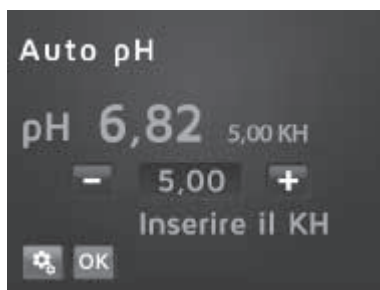 Auto pH
pH 6,82 5,00 KH
- 5,00 +
Inserire il KH
OK